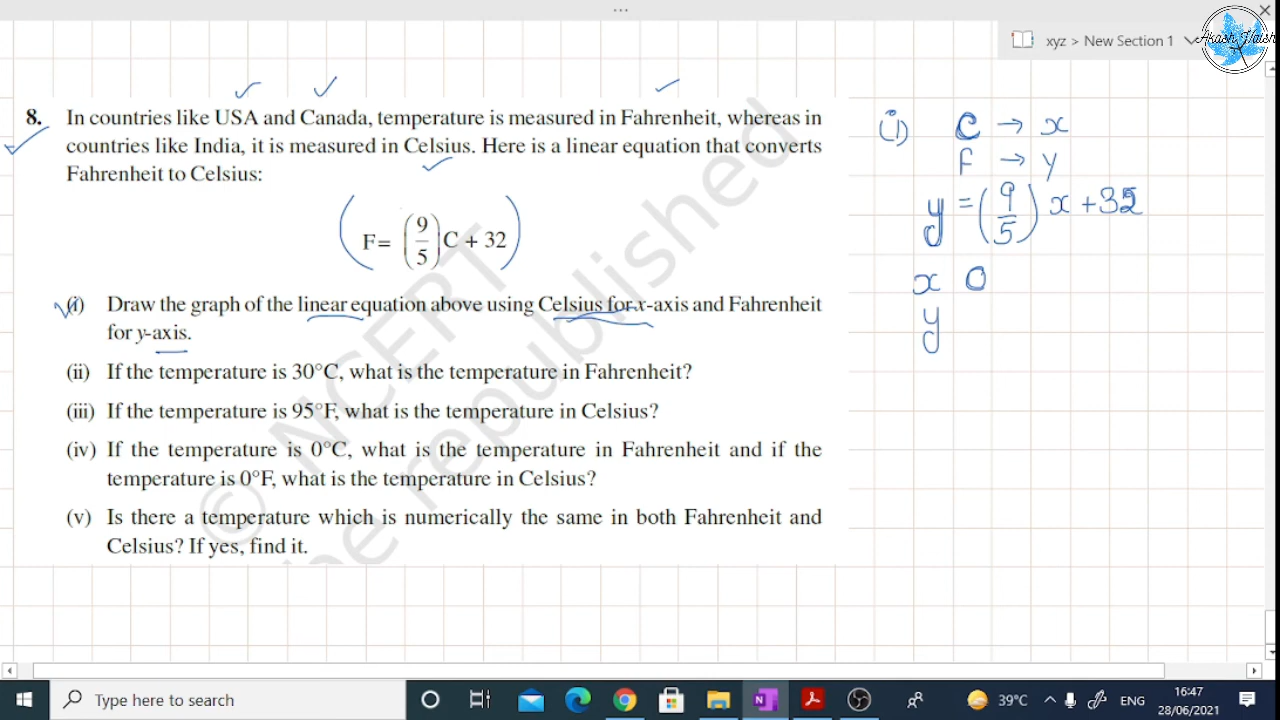 xyz > New Section 1
8. In countries like USA and Canada, temperature is measured in Fahrenheit, whereas in
countries like India, it is measured in Celsius. Here is a linear equation that converts
Fahrenheit to Celsius:
F= (9/5) C + 32
(i) Draw the graph of the linear equation above using Celsius for x-axis and Fahrenheit
for y-axis.
(ii) If the temperature is 30°C, what is the temperature in Fahrenheit?
(iii) If the temperature is 95°F, what is the temperature in Celsius?
(iv) If the temperature is 0°C, what is the temperature in Fahrenheit and if the
temperature is 0°F, what is the temperature in Celsius?
(v) Is there a temperature which is numerically the same in both Fahrenheit and
Celsius? If yes, find it.
© NCERT
be republished
(i) C → x
F → y
y = (9/5) x + 32
x 0
y
Type here to search
39°C
ENG
16:47
28/06/2021